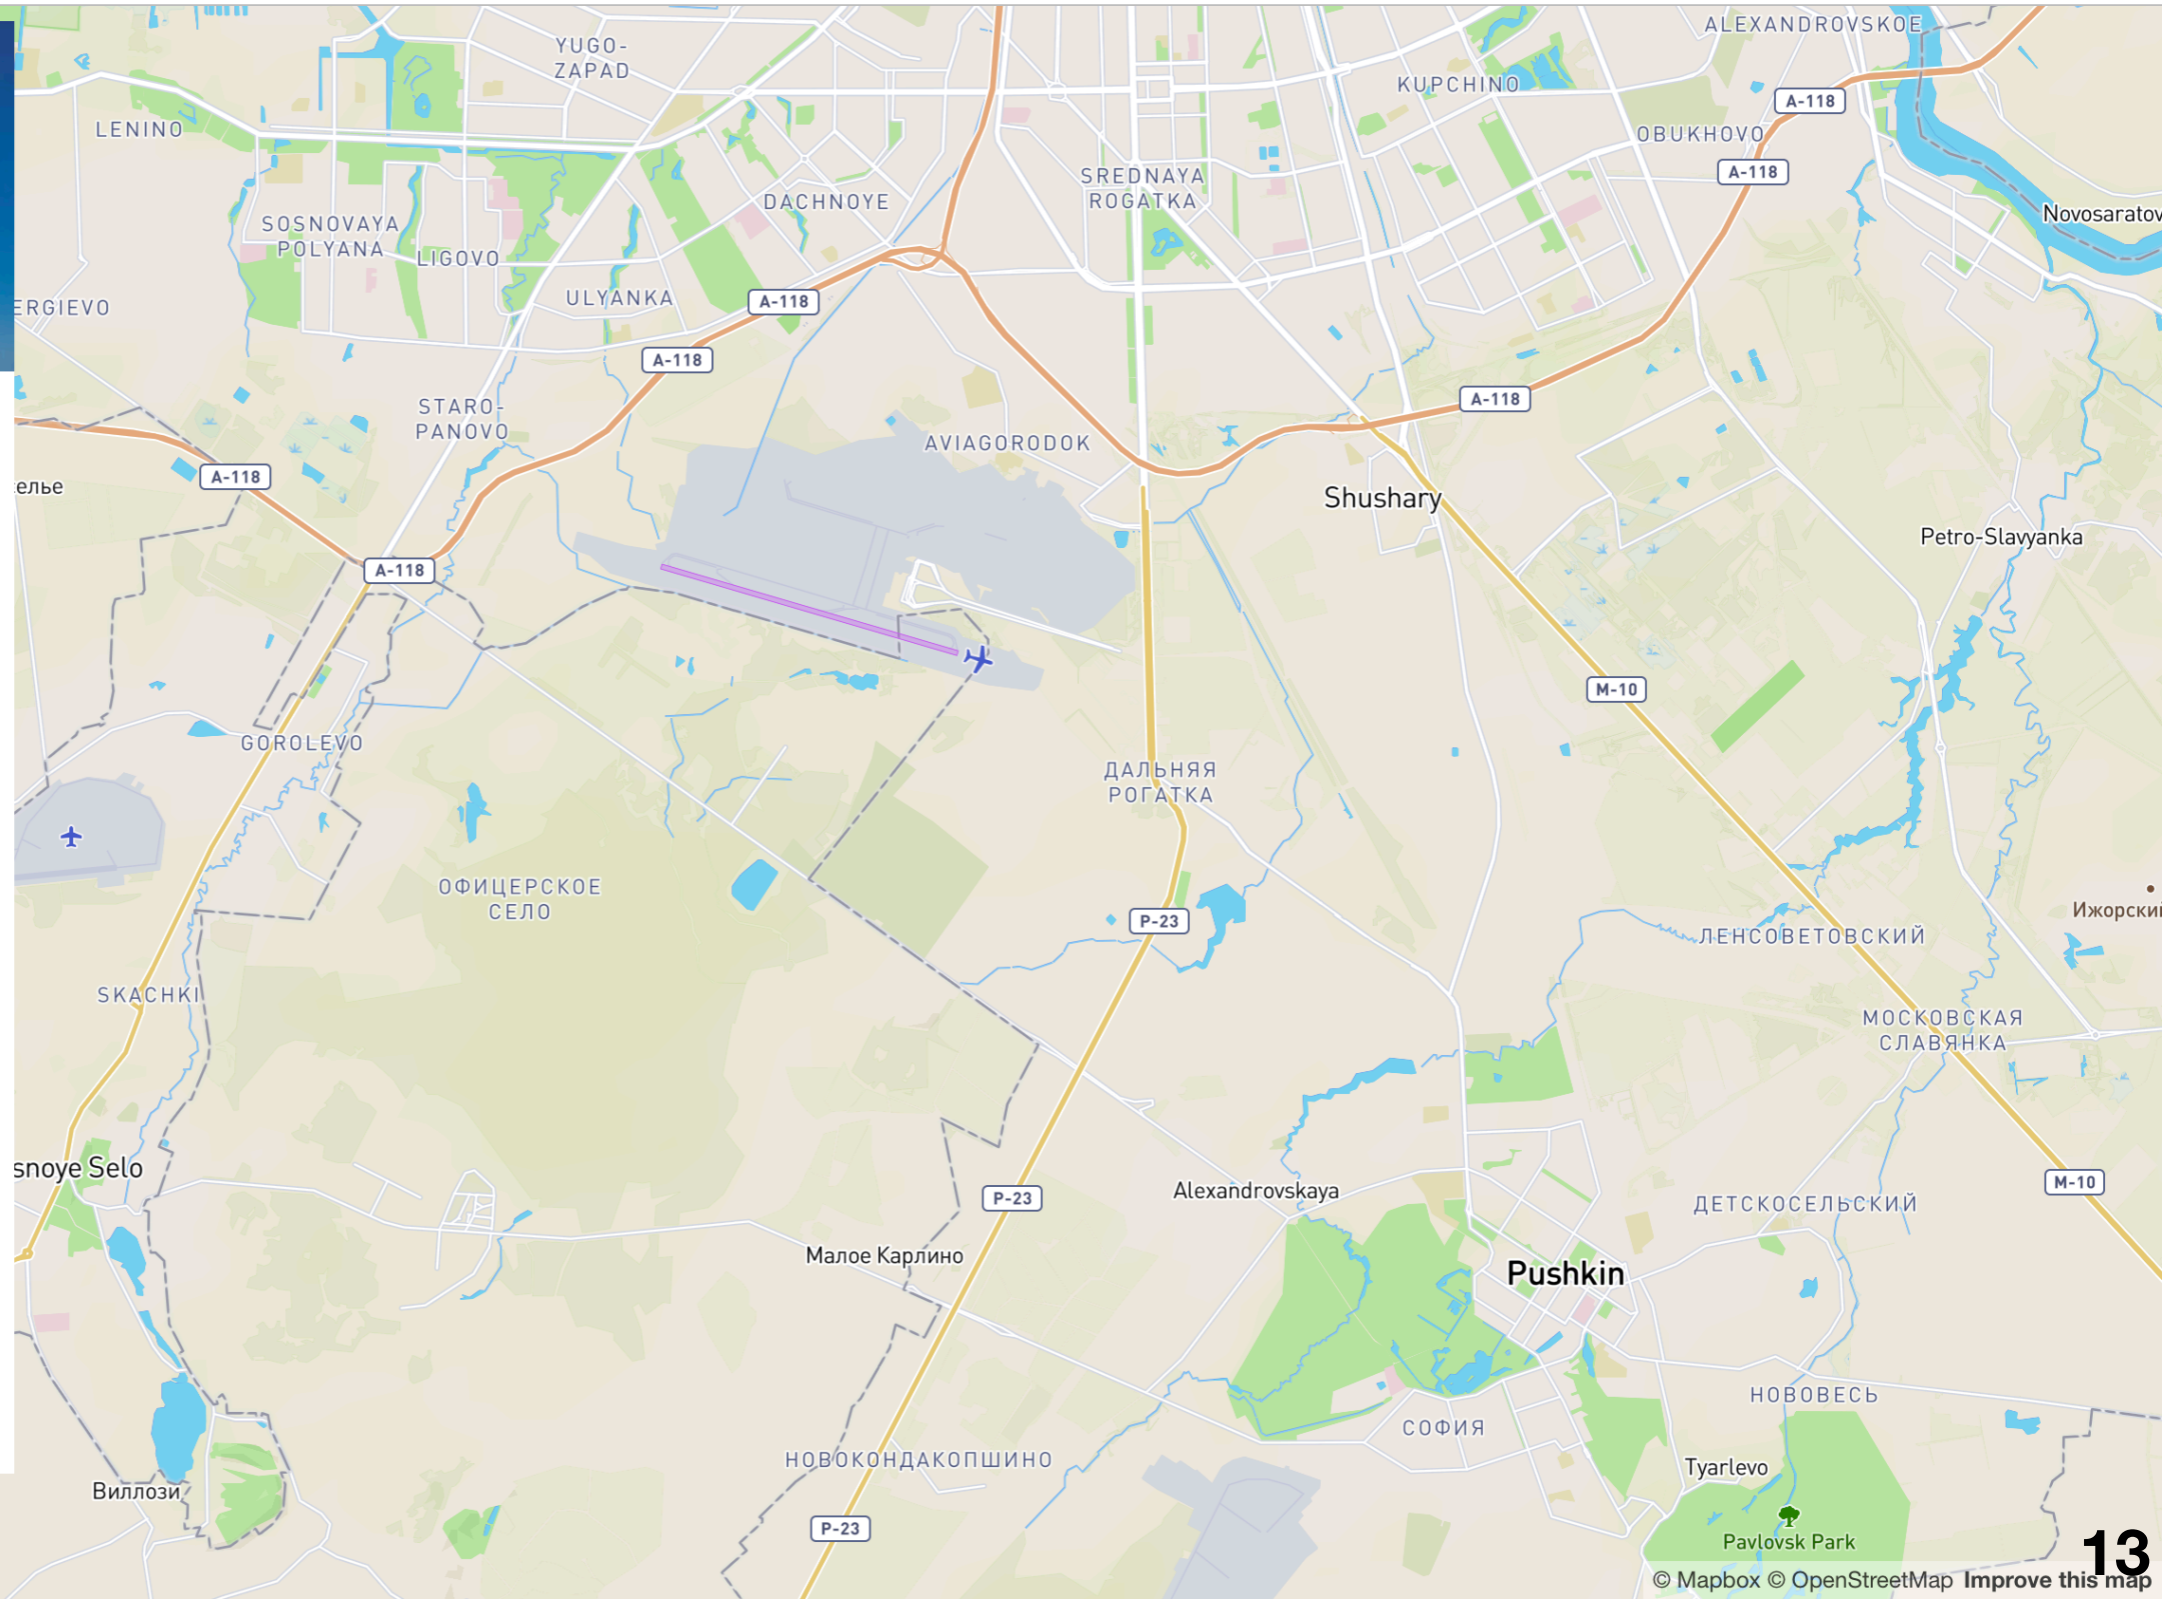 ALEXANDROVSKOE
YUGO-
ZAPAD
KUPCHINO
A-118
LENINO
OBUKHOVO
A-118
SREDNAYA
ROGATKA
DACHNOYE
Novosaratov
SOSNOVAYA
POLYANA
LIGOVO
ERGIEVO
ULYANKA
A-118
A-118
A-118
STARO-
PANOVO
AVIAGORODOK
A-118
елье
Shushary
Petro-Slavyanka
A-118
M-10
GOROLEVO
ДАЛЬНЯЯ
РОГАТКА
ОФИЦЕРСКОЕ
СЕЛО
Ижорский
P-23
ЛЕНСОВЕТОВСКИЙ
SKACHKI
МОСКОВСКАЯ
СЛАВЯНКА
snoye Selo
M-10
Alexandrovskaya
P-23
ДЕТСКОСЕЛЬСКИЙ
Малое Карлино
Pushkin
НОВОВЕСЬ
СОФИЯ
НОВОКОНДАКОПШИНО
Tyarlevo
Виллози
P-23
Pavlovsk Park
13
© Mapbox © OpenStreetMap Improve this map